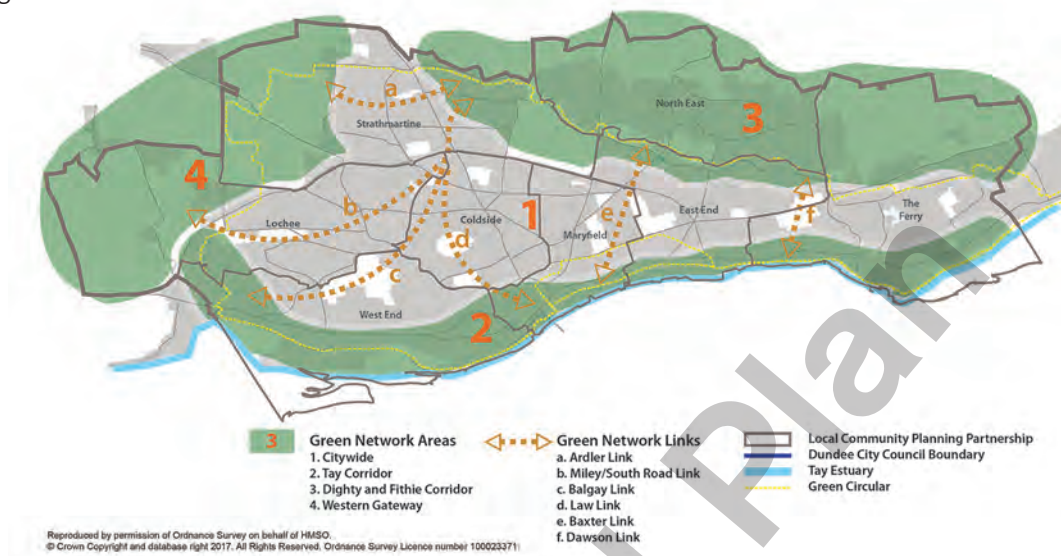 a
Strathmartine
North East
3
4
b
Lochee
Coldside
1
e
Maryfield
East End
f
The
Ferry
d
c
West End
2
Plan
3
Green Network Areas
1. Citywide
2. Tay Corridor
3. Dighty and Fithie Corridor
4. Western Gateway
Green Network Links
a. Ardler Link
b. Miley/South Road Link
c. Balgay Link
d. Law Link
e. Baxter Link
f. Dawson Link
Local Community Planning Partnership
Dundee City Council Boundary
Tay Estuary
Green Circular
Reproduced by permission of Ordnance Survey on behalf of HMSO.
© Crown Copyright and database right 2017. All Rights Reserved. Ordnance Survey Licence number 100023371